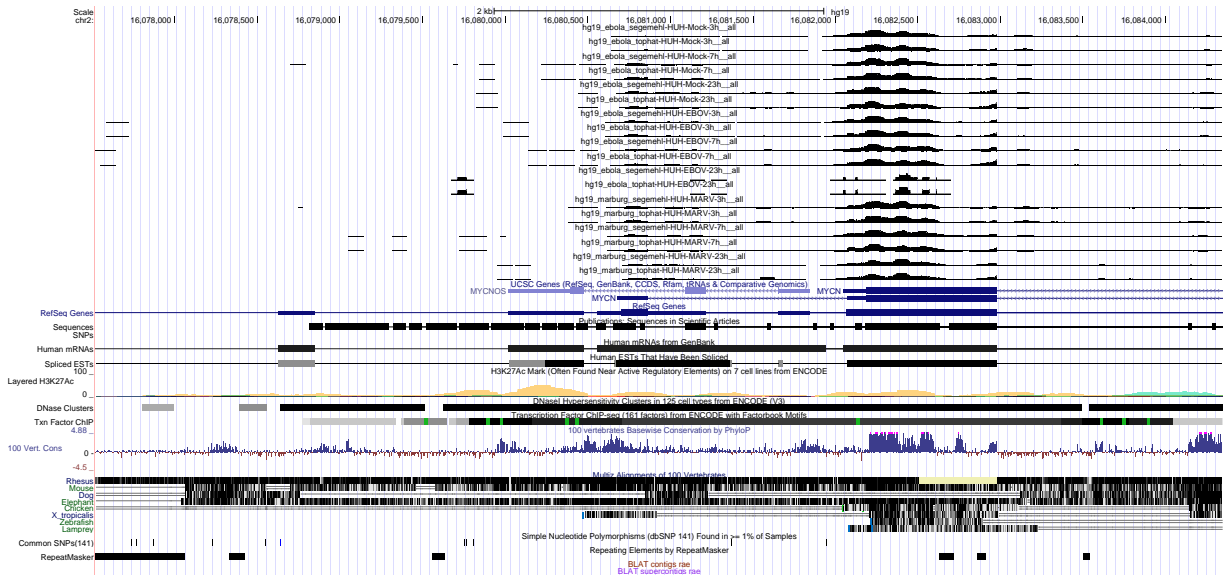 Scale 2 kb hg19
chr2: 16,078,000 16,078,500 16,079,000 16,079,500 16,080,000 16,080,500 16,081,000 16,081,500 16,082,000 16,082,500 16,083,000 16,083,500 16,084,000
hg19_ebola_segemehl-HUH-Mock-3h__all
hg19_ebola_tophat-HUH-Mock-3h__all
hg19_ebola_segemehl-HUH-Mock-7h__all
hg19_ebola_tophat-HUH-Mock-7h__all
hg19_ebola_segemehl-HUH-Mock-23h__all
hg19_ebola_tophat-HUH-Mock-23h__all
hg19_ebola_segemehl-HUH-EBOV-3h__all
hg19_ebola_tophat-HUH-EBOV-3h__all
hg19_ebola_segemehl-HUH-EBOV-7h__all
hg19_ebola_tophat-HUH-EBOV-7h__all
hg19_ebola_segemehl-HUH-EBOV-23h__all
hg19_ebola_tophat-HUH-EBOV-23h__all
hg19_marburg_segemehl-HUH-MARV-3h__all
hg19_marburg_tophat-HUH-MARV-3h__all
hg19_marburg_segemehl-HUH-MARV-7h__all
hg19_marburg_tophat-HUH-MARV-7h__all
hg19_marburg_segemehl-HUH-MARV-23h__all
hg19_marburg_tophat-HUH-MARV-23h__all
UCSC Genes (RefSeq, GenBank, CCDS, Rfam, tRNAs & Comparative Genomics)
MYCNOS MYCN
MYCN
RefSeq Genes
RefSeq Genes
Publications: Sequences in Scientific Articles
Sequences
SNPs
Human mRNAs from GenBank
Human mRNAs
Human ESTs That Have Been Spliced
Spliced ESTs
H3K27Ac Mark (Often Found Near Active Regulatory Elements) on 7 cell lines from ENCODE
100
Layered H3K27Ac
0
DNaseI Hypersensitivity Clusters in 125 cell types from ENCODE (V3)
DNase Clusters
Transcription Factor ChIP-seq (161 factors) from ENCODE with Factorbook Motifs
Txn Factor ChIP
100 vertebrates Basewise Conservation by PhyloP
4.88
100 Vert. Cons
0
-4.5
Multiz Alignments of 100 Vertebrates
Rhesus
Mouse
Dog
Elephant
Chicken
X_tropicalis
Zebrafish
Lamprey
Simple Nucleotide Polymorphisms (dbSNP 141) Found in >= 1% of Samples
Common SNPs(141)
Repeating Elements by RepeatMasker
RepeatMasker
BLAT contigs rae
BLAT supercontigs rae